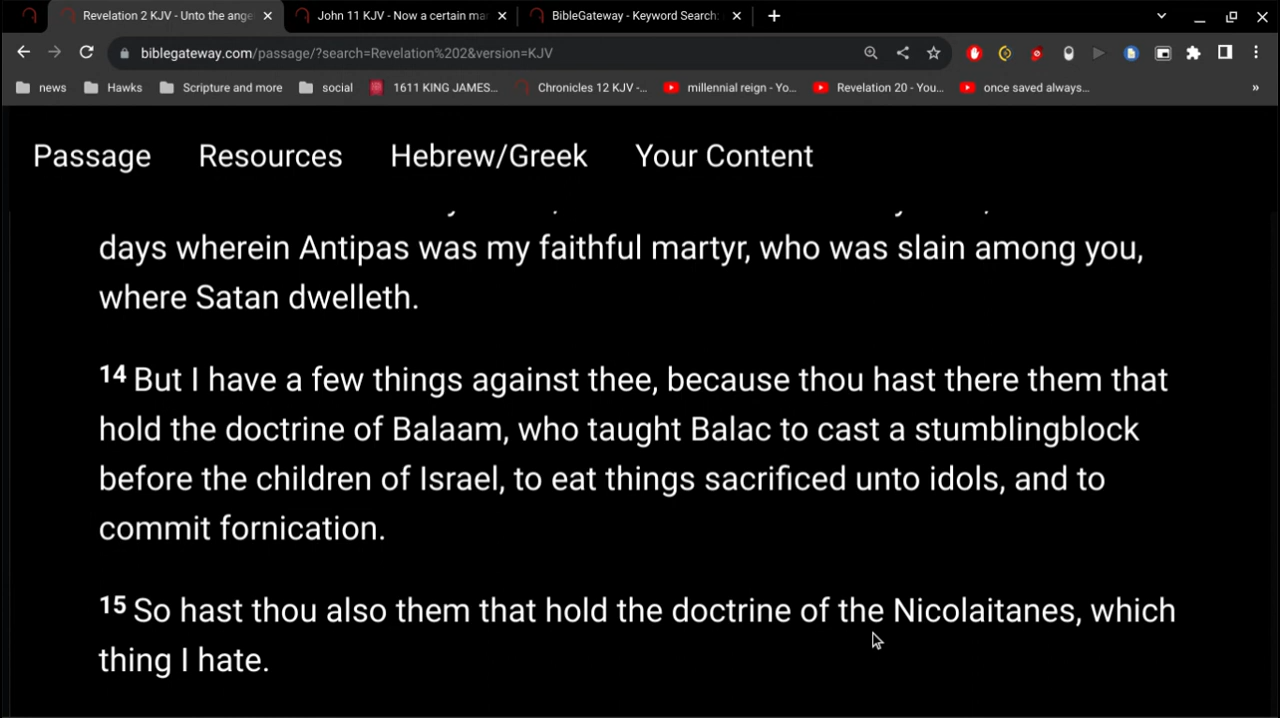 Revelation 2 KJV - Unto the ange
John 11 KJV - Now a certain ma
BibleGateway - Keyword Search:
biblegateway.com/passage/?search=Revelation%202&version=KJV
news Hawks Scripture and more social 1611 KING JAMES... Chronicles 12 KJV -... millennial reign - Yo... Revelation 20 - You... once saved always... »
Passage Resources Hebrew/Greek Your Content
days wherein Antipas was my faithful martyr, who was slain among you,
where Satan dwelleth.
14 But I have a few things against thee, because thou hast there them that
hold the doctrine of Balaam, who taught Balac to cast a stumblingblock
before the children of Israel, to eat things sacrificed unto idols, and to
commit fornication.
15 So hast thou also them that hold the doctrine of the Nicolaitanes, which
thing I hate.